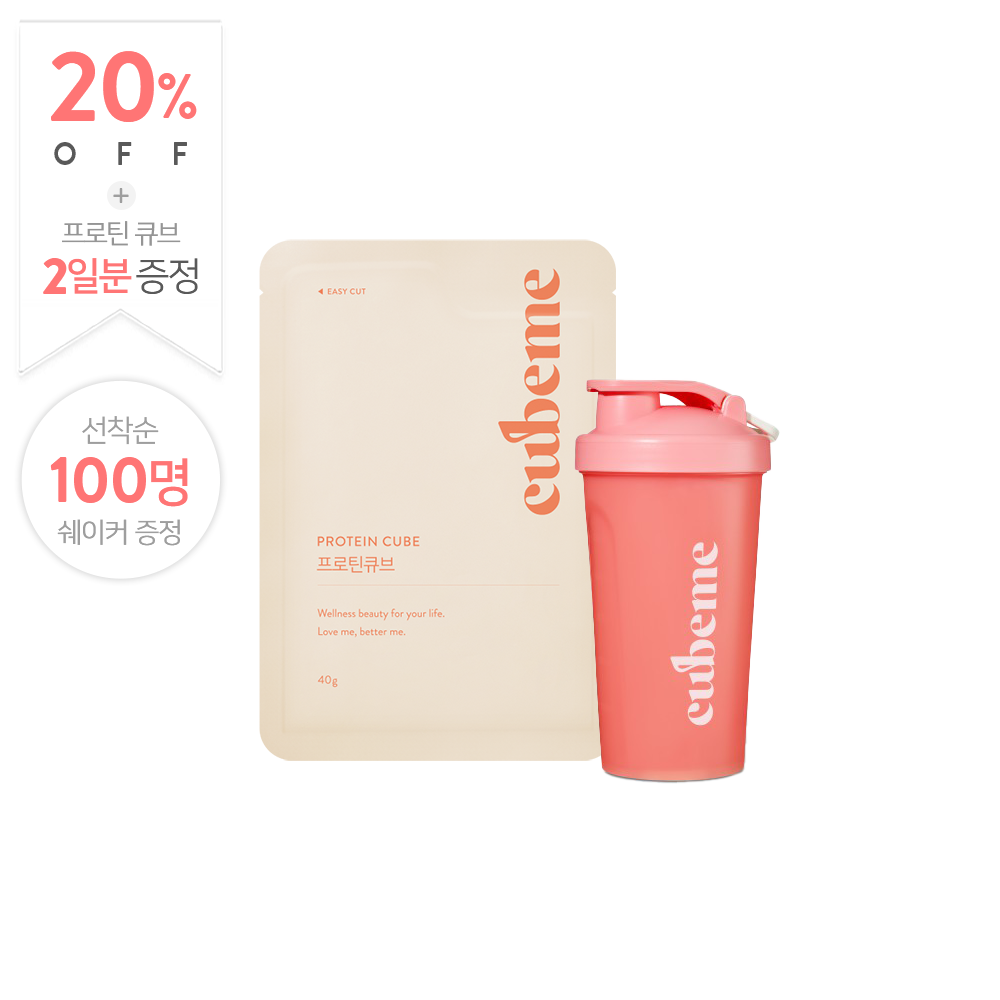 20%
OFF
+
프로틴 큐브
2일분 증정
선착순
100명
쉐이커 증정
◀ EASY CUT
cubeme
PROTEIN CUBE
프로틴큐브
Wellness beauty for your life.
Love me, better me.
40g
cubeme